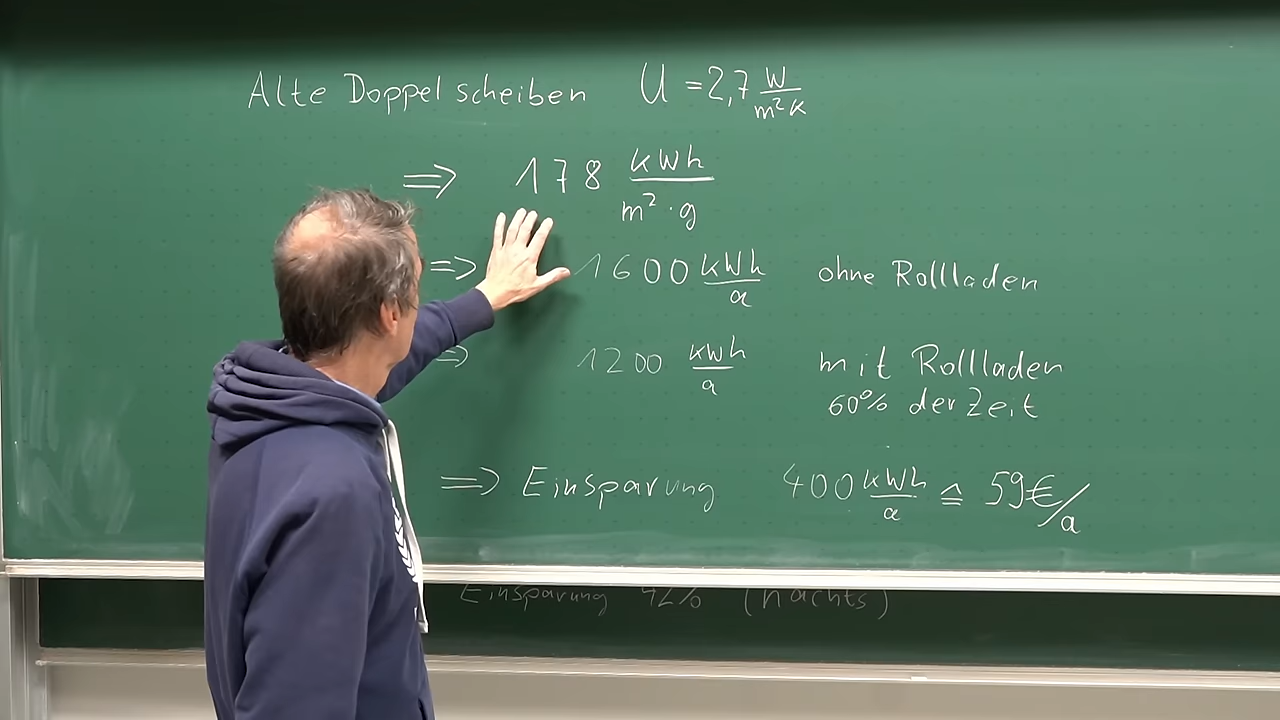 Alte Doppelscheiben U = 2,7 W/m²K
⇒ 178 kWh/m²·g
⇒ 1600 kWh/a ohne Rollladen
⇒ 1200 kWh/a mit Rollladen
60% der Zeit
⇒ Einsparung 400 kWh/a ≙ 59€/a
Einsparung 42% (nachts)